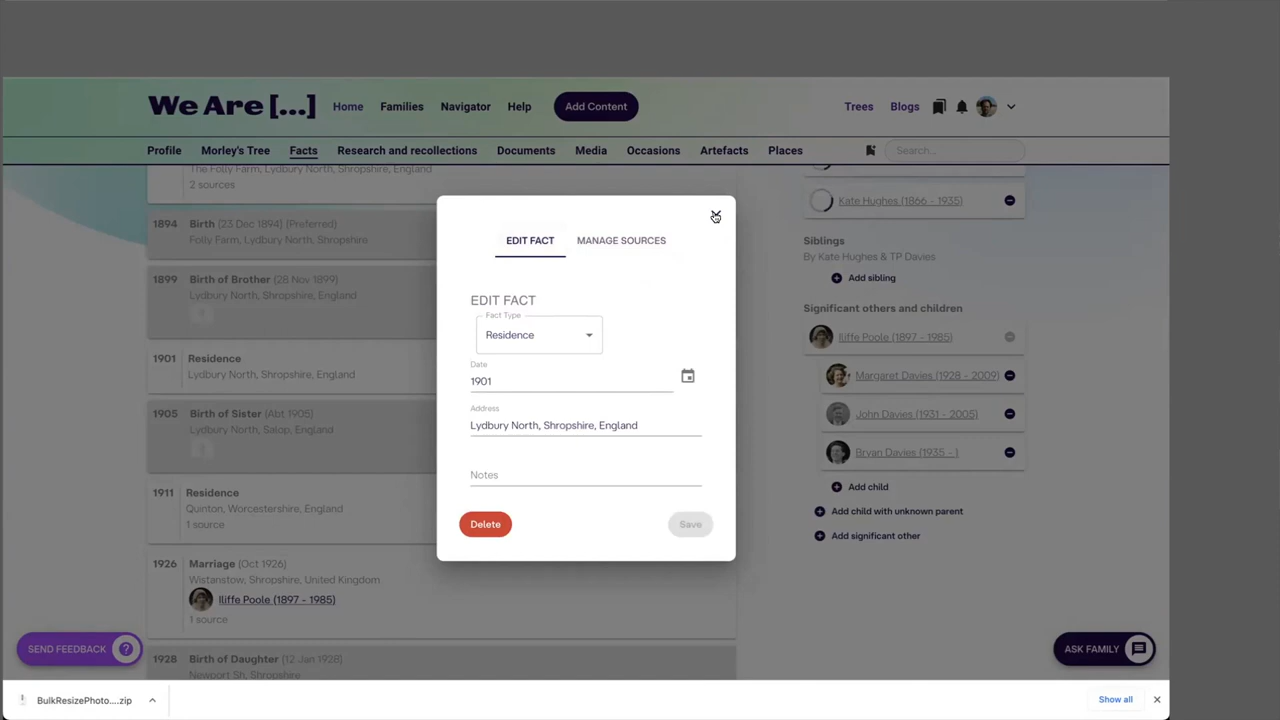 We Are [...] Home Families Navigator Help Add Content Trees Blogs
Profile Morley's Tree Facts Research and recollections Documents Media Occasions Artefacts Places Search...
The Folly Farm, Lydbury North, Shropshire, England
2 sources
1894 Birth (23 Dec 1894) (Preferred)
Folly Farm, Lydbury North, Shropshire
1899 Birth of Brother (28 Nov 1899)
Lydbury North, Shropshire, England
1901 Residence
Lydbury North, Shropshire, England
1905 Birth of Sister (Abt 1905)
Lydbury North, Salop, England
1911 Residence
Quinton, Worcestershire, England
1 source
1926 Marriage (Oct 1926)
Wistanstow, Shropshire, United Kingdom
Iliffe Poole (1897 - 1985)
1 source
1928 Birth of Daughter (12 Jan 1928)
Newport Sh, Shropshire, England
EDIT FACT MANAGE SOURCES
EDIT FACT
Fact Type
Residence
Date
1901
Address
Lydbury North, Shropshire, England
Notes
Delete Save
Kate Hughes (1866 - 1935)
Siblings
By Kate Hughes & TP Davies
Add sibling
Significant others and children
Iliffe Poole (1897 - 1985)
Margaret Davies (1928 - 2009)
John Davies (1931 - 2005)
Bryan Davies (1935 - )
Add child
Add child with unknown parent
Add significant other
SEND FEEDBACK ?
ASK FAMILY
BulkResizePhoto....zip
Show all